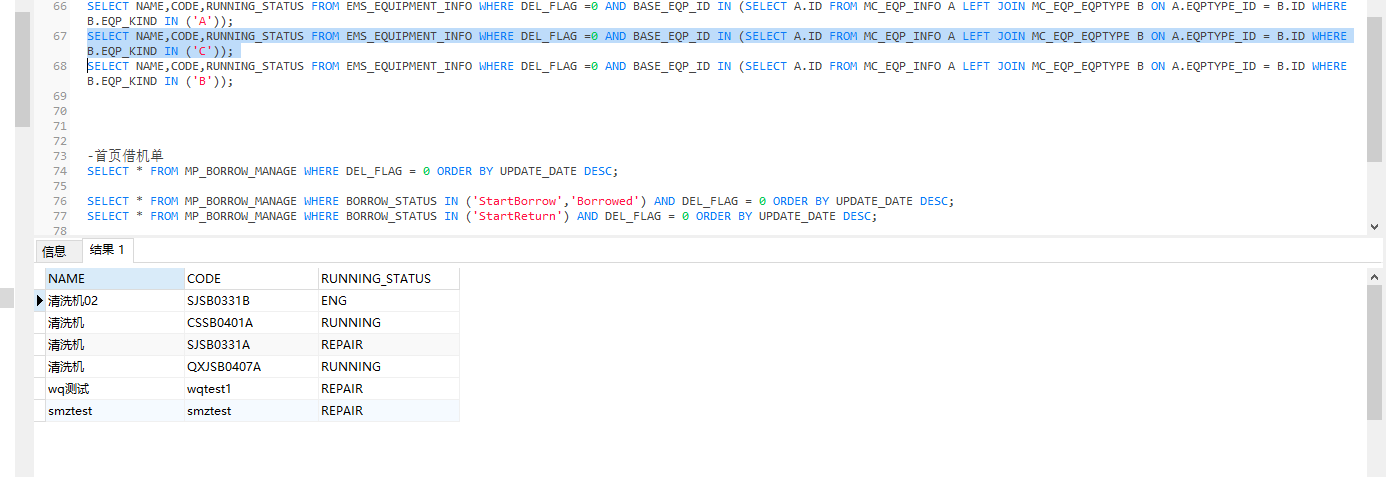 66 SELECT NAME,CODE,RUNNING_STATUS FROM EMS_EQUIPMENT_INFO WHERE DEL_FLAG =0 AND BASE_EQP_ID IN (SELECT A.ID FROM MC_EQP_INFO A LEFT JOIN MC_EQP_EQPTYPE B ON A.EQPTYPE_ID = B.ID WHERE
B.EQP_KIND IN ('A'));
67 SELECT NAME,CODE,RUNNING_STATUS FROM EMS_EQUIPMENT_INFO WHERE DEL_FLAG =0 AND BASE_EQP_ID IN (SELECT A.ID FROM MC_EQP_INFO A LEFT JOIN MC_EQP_EQPTYPE B ON A.EQPTYPE_ID = B.ID WHERE
B.EQP_KIND IN ('C'));
68 SELECT NAME,CODE,RUNNING_STATUS FROM EMS_EQUIPMENT_INFO WHERE DEL_FLAG =0 AND BASE_EQP_ID IN (SELECT A.ID FROM MC_EQP_INFO A LEFT JOIN MC_EQP_EQPTYPE B ON A.EQPTYPE_ID = B.ID WHERE
B.EQP_KIND IN ('B'));
69
70
71
72
73 -首页借机单
74 SELECT * FROM MP_BORROW_MANAGE WHERE DEL_FLAG = 0 ORDER BY UPDATE_DATE DESC;
75
76 SELECT * FROM MP_BORROW_MANAGE WHERE BORROW_STATUS IN ('StartBorrow','Borrowed') AND DEL_FLAG = 0 ORDER BY UPDATE_DATE DESC;
77 SELECT * FROM MP_BORROW_MANAGE WHERE BORROW_STATUS IN ('StartReturn') AND DEL_FLAG = 0 ORDER BY UPDATE_DATE DESC;
78
信息 结果 1
NAME CODE RUNNING_STATUS
清洗机02 SJSB0331B ENG
清洗机 CSSB0401A RUNNING
清洗机 SJSB0331A REPAIR
清洗机 QXJSB0407A RUNNING
wq测试 wqtest1 REPAIR
smztest smztest REPAIR